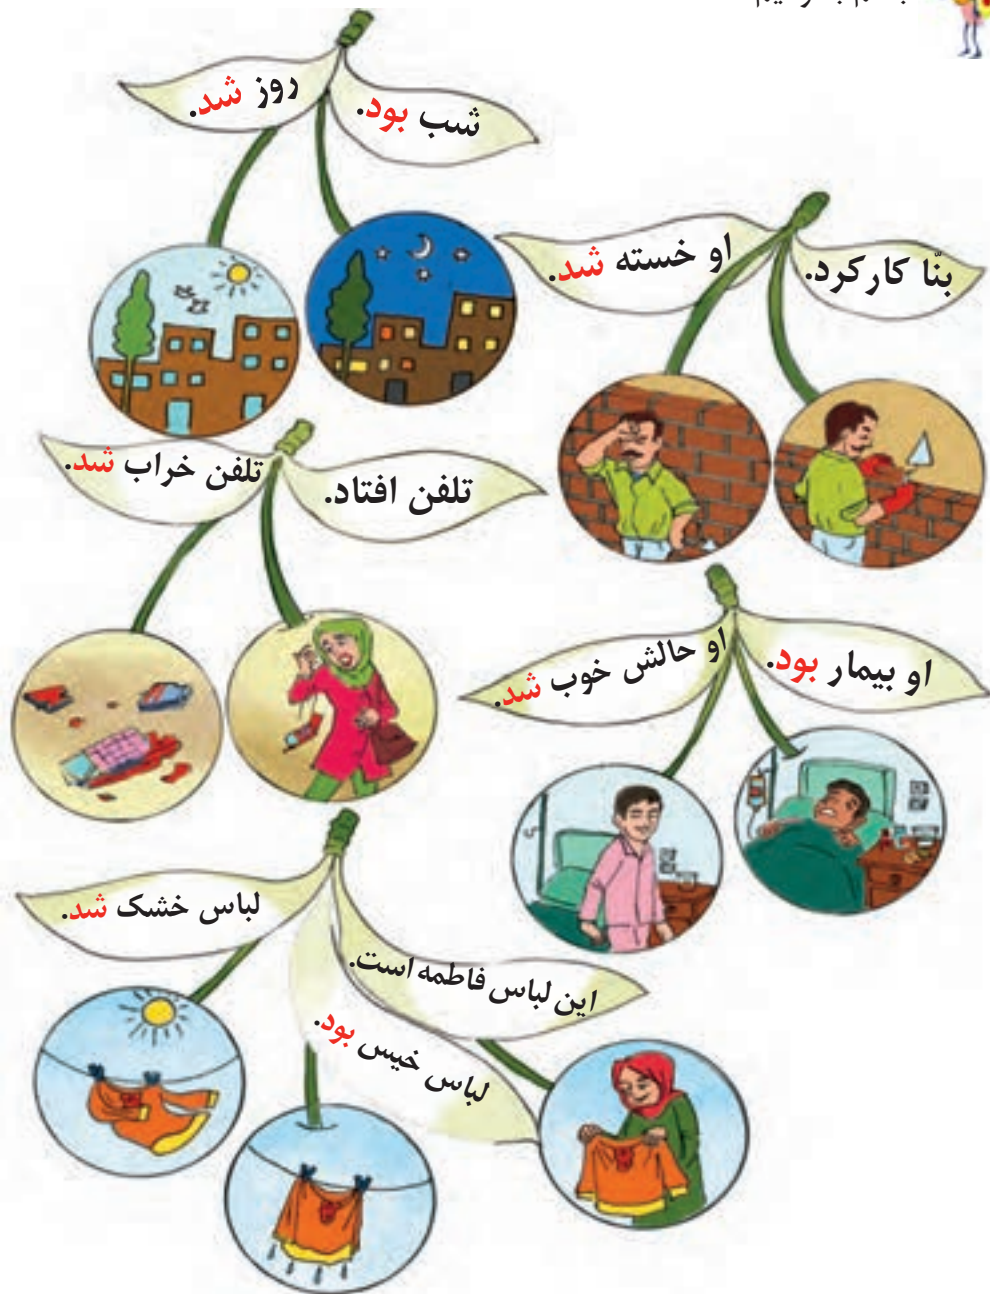 شب بود.
روز شد.
بنّا کار کرد.
او خسته شد.
تلفن افتاد.
تلفن خراب شد.
او بیمار بود.
او حالش خوب شد.
این لباس فاطمه است.
لباس خیس بود.
لباس خشک شد.